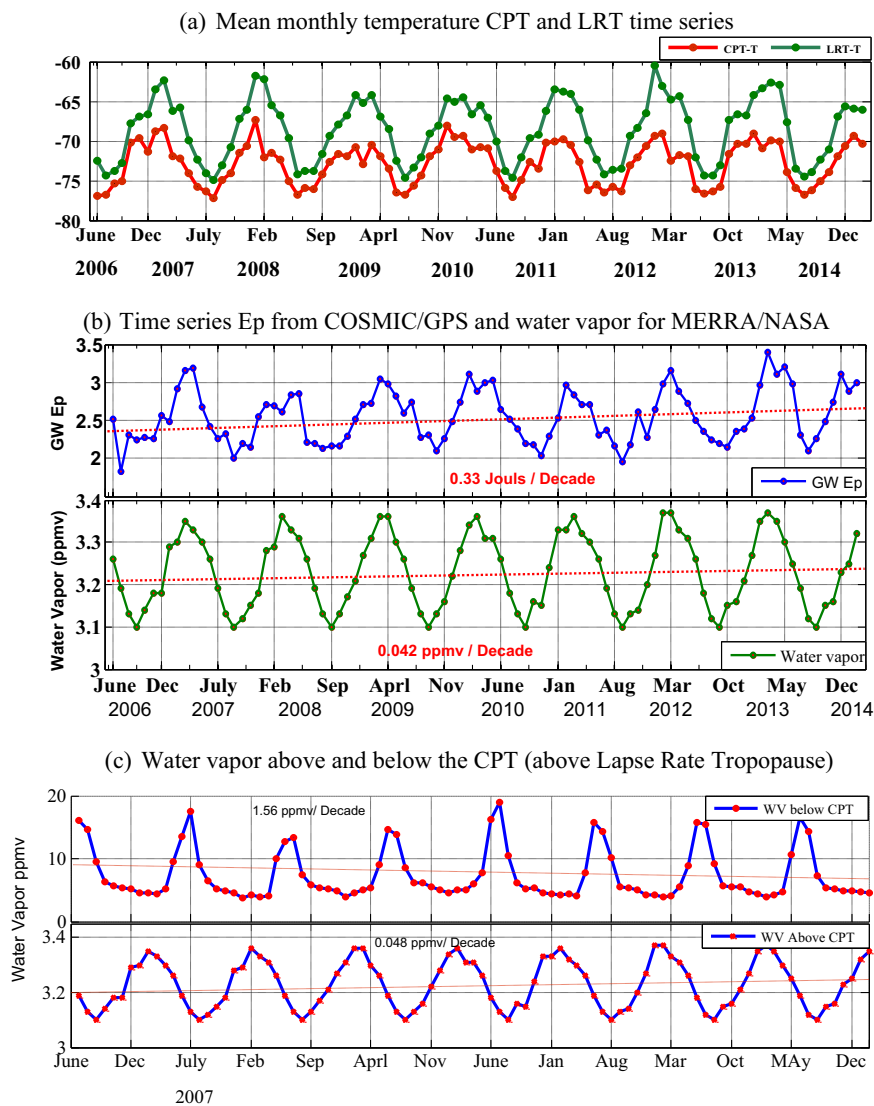 (a) Mean monthly temperature CPT and LRT time series
CPT-T LRT-T
-60
-65
-70
-75
-80
June Dec July Feb Sep Aprl Nov June Jan Aug Mar Oct May Dec
2006 2007 2008 2009 2010 2011 2012 2013 2014
(b) Time series Ep from COSMIC/GPS and water vapor for MERRA/NASA
GW Ep
3.5
3
2.5
2
0.33 Jouls / Decade
GW Ep
Water Vapor (ppmv)
3.4
3.3
3.2
3.1
3
0.042 ppmv / Decade
Water vapor
June Dec July Feb Sep Aprl Nov June Jan Aug Mar Oct May Dec
2006 2007 2008 2009 2010 2011 2012 2013 2014
(c) Water vapor above and below the CPT (above Lapse Rate Tropopause)
Water Vapor ppmv
20
10
0
1.56 ppmv/ Decade
WV below CPT
3.4
3.2
3
0.048 ppmv/ Decade
WV Above CPT
June Dec July Feb Sep Aprl Nov June Jan Aug Mar Oct MAy Dec
2007